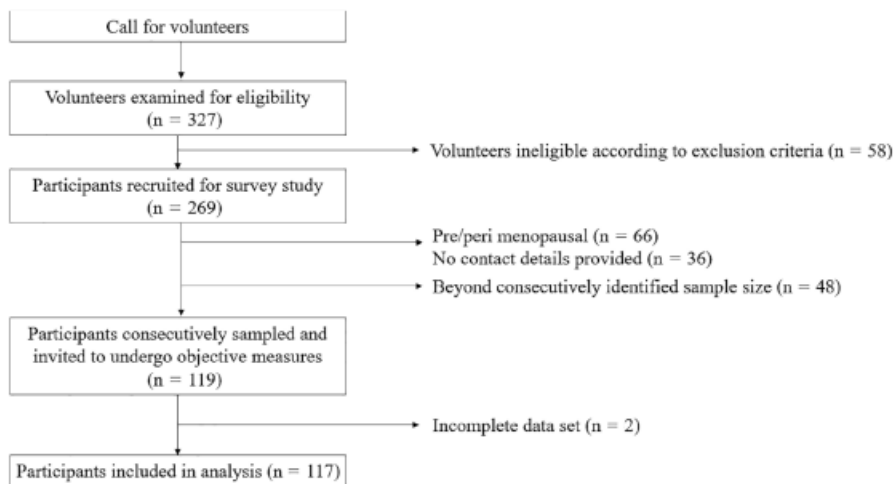 Call for volunteers
Volunteers examined for eligibility
(n = 327)
Volunteers ineligible according to exclusion criteria (n = 58)
Participants recruited for survey study
(n = 269)
Pre/peri menopausal (n = 66)
No contact details provided (n = 36)
Beyond consecutively identified sample size (n = 48)
Participants consecutively sampled and
invited to undergo objective measures
(n = 119)
Incomplete data set (n = 2)
Participants included in analysis (n = 117)